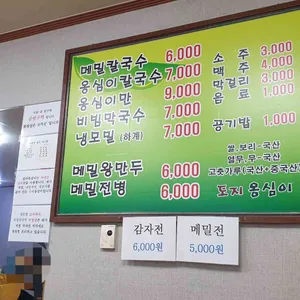 메밀칼국수 6,000
옹심이칼국수 7,000
옹심이만 9,000
비빔막국수 7,000
냉모밀 (하계) 7,000
메밀왕만두 6,000
메밀전병 6,000
소주 3,000
맥주 4,000
막걸리 3,000
음료 1,000
공기밥 1,000
쌀,보리-국산
열무,무-국산
고춧가루(국산+중국산)
토지 옹심이
감자전
6,000원
메밀전
5,000원